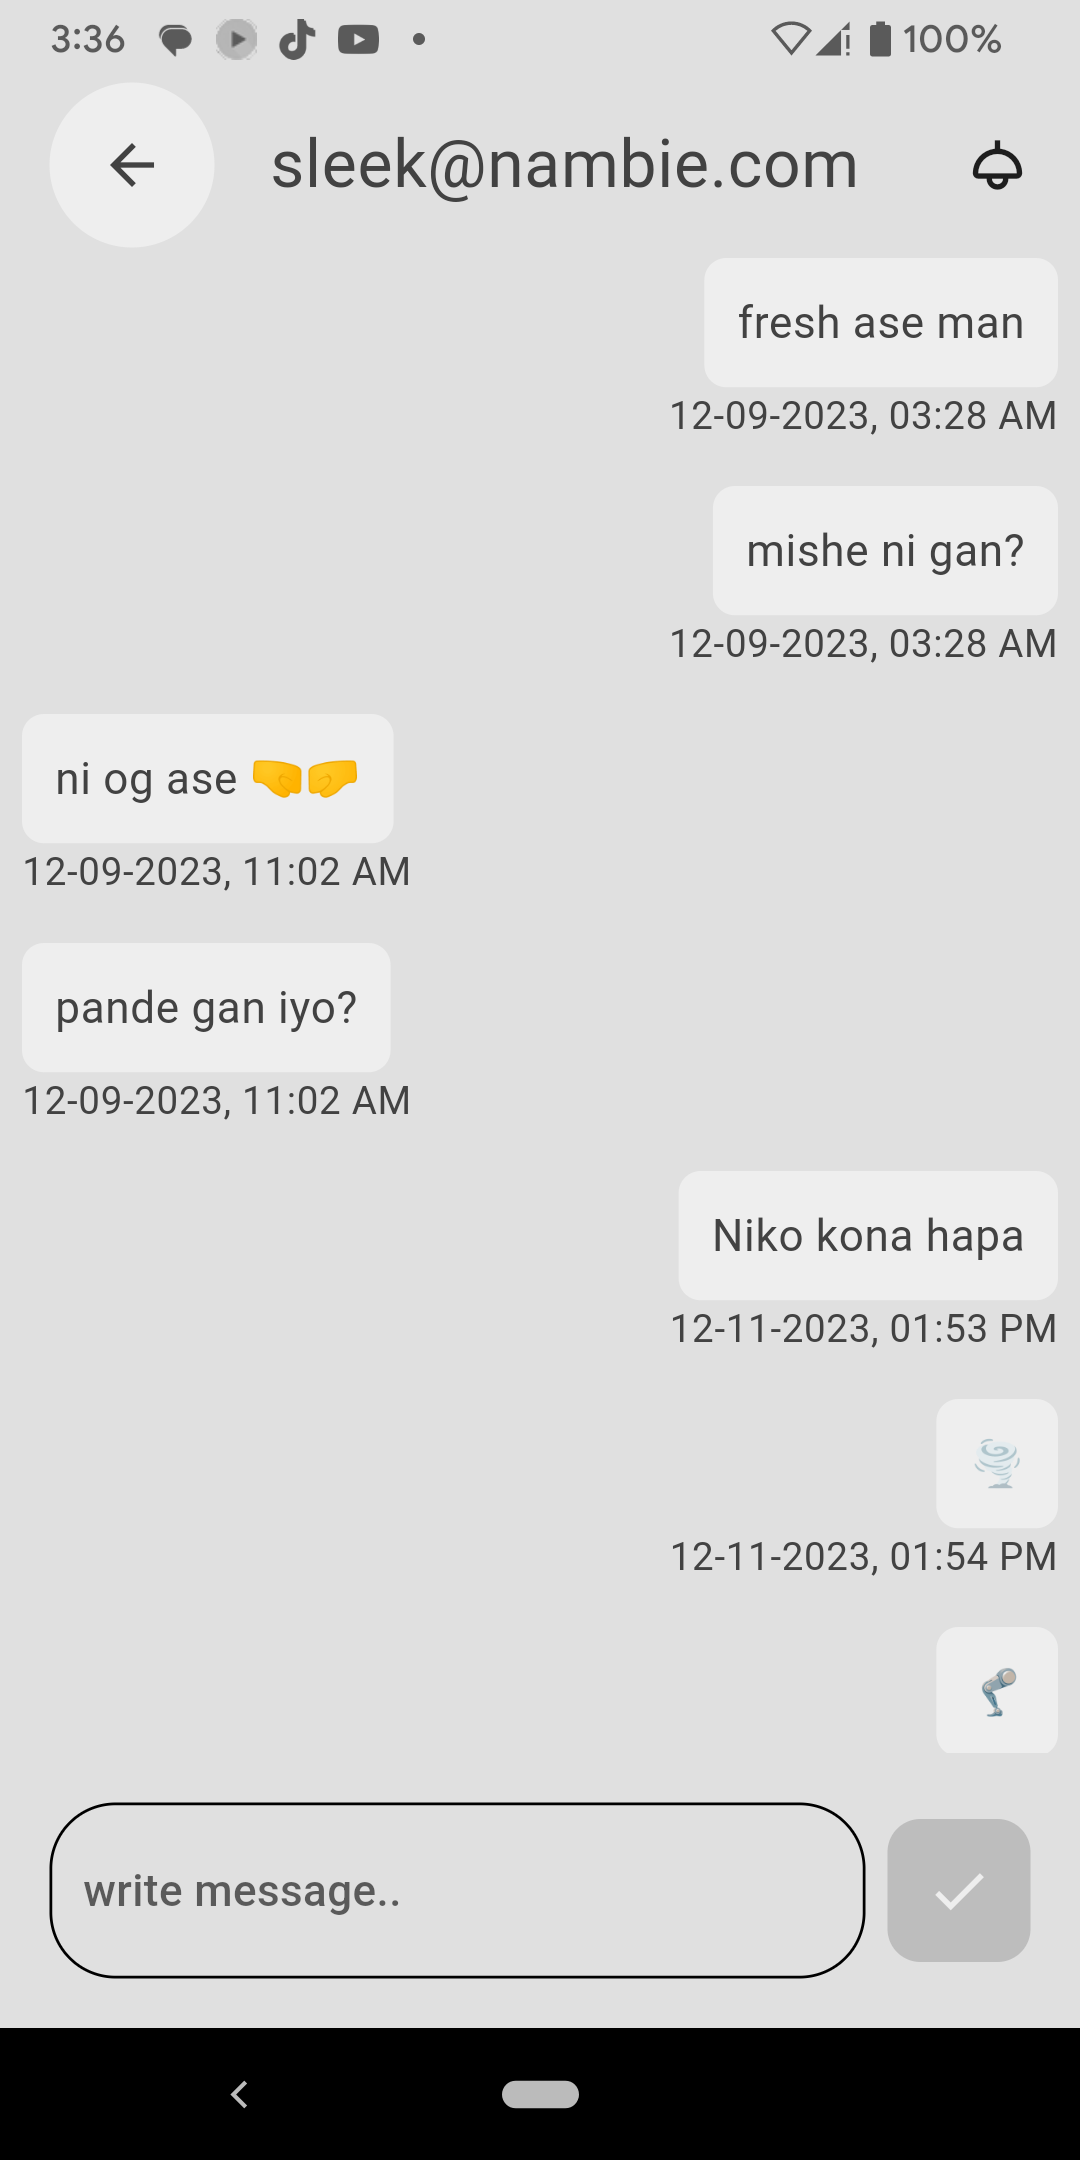 3:36 100%
sleek@nambie.com
fresh ase man
12-09-2023, 03:28 AM
mishe ni gan?
12-09-2023, 03:28 AM
ni og ase 🤜🤛
12-09-2023, 11:02 AM
pande gan iyo?
12-09-2023, 11:02 AM
Niko kona hapa
12-11-2023, 01:53 PM
🌪️
12-11-2023, 01:54 PM
🦿
write message..